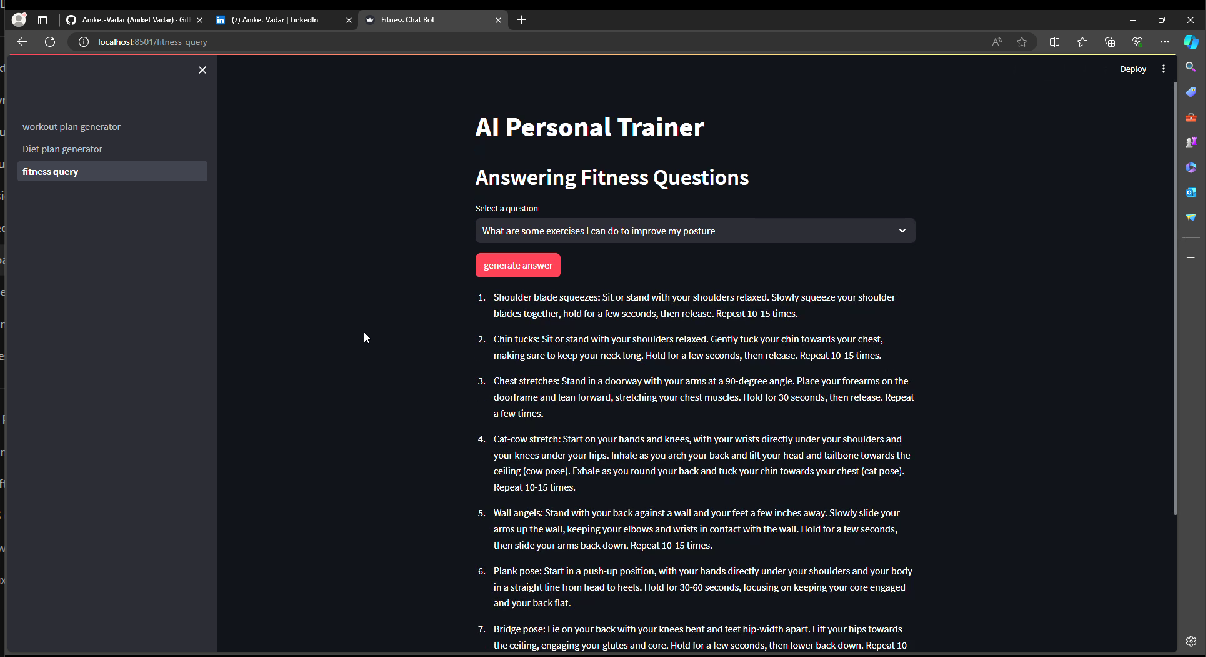 Aniket-Vadar (Aniket Vadar) · GitH
(7) Aniket Vadar | LinkedIn
Fitness Chat Bot
localhost:8501/fitness_query
Deploy
workout plan generator
Diet plan generator
fitness query
AI Personal Trainer
Answering Fitness Questions
Select a question
What are some exercises I can do to improve my posture
generate answer
1. Shoulder blade squeezes: Sit or stand with your shoulders relaxed. Slowly squeeze your shoulder
blades together, hold for a few seconds, then release. Repeat 10-15 times.
2. Chin tucks: Sit or stand with your shoulders relaxed. Gently tuck your chin towards your chest,
making sure to keep your neck long. Hold for a few seconds, then release. Repeat 10-15 times.
3. Chest stretches: Stand in a doorway with your arms at a 90-degree angle. Place your forearms on the
doorframe and lean forward, stretching your chest muscles. Hold for 30 seconds, then release. Repeat
a few times.
4. Cat-cow stretch: Start on your hands and knees, with your wrists directly under your shoulders and
your knees under your hips. Inhale as you arch your back and lift your head and tailbone towards the
ceiling (cow pose). Exhale as you round your back and tuck your chin towards your chest (cat pose).
Repeat 10-15 times.
5. Wall angels: Stand with your back against a wall and your feet a few inches away. Slowly slide your
arms up the wall, keeping your elbows and wrists in contact with the wall. Hold for a few seconds,
then slide your arms back down. Repeat 10-15 times.
6. Plank pose: Start in a push-up position, with your hands directly under your shoulders and your body
in a straight line from head to heels. Hold for 30-60 seconds, focusing on keeping your core engaged
and your back flat.
7. Bridge pose: Lie on your back with your knees bent and feet hip-width apart. Lift your hips towards
the ceiling, engaging your glutes and core. Hold for a few seconds, then lower back down. Repeat 10